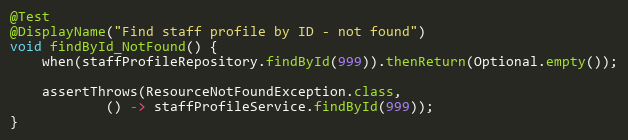 @Test
@DisplayName("Find staff profile by ID - not found")
void findById_NotFound() {
    when(staffProfileRepository.findById(999)).thenReturn(Optional.empty());

    assertThrows(ResourceNotFoundException.class,
            () -> staffProfileService.findById(999));
}